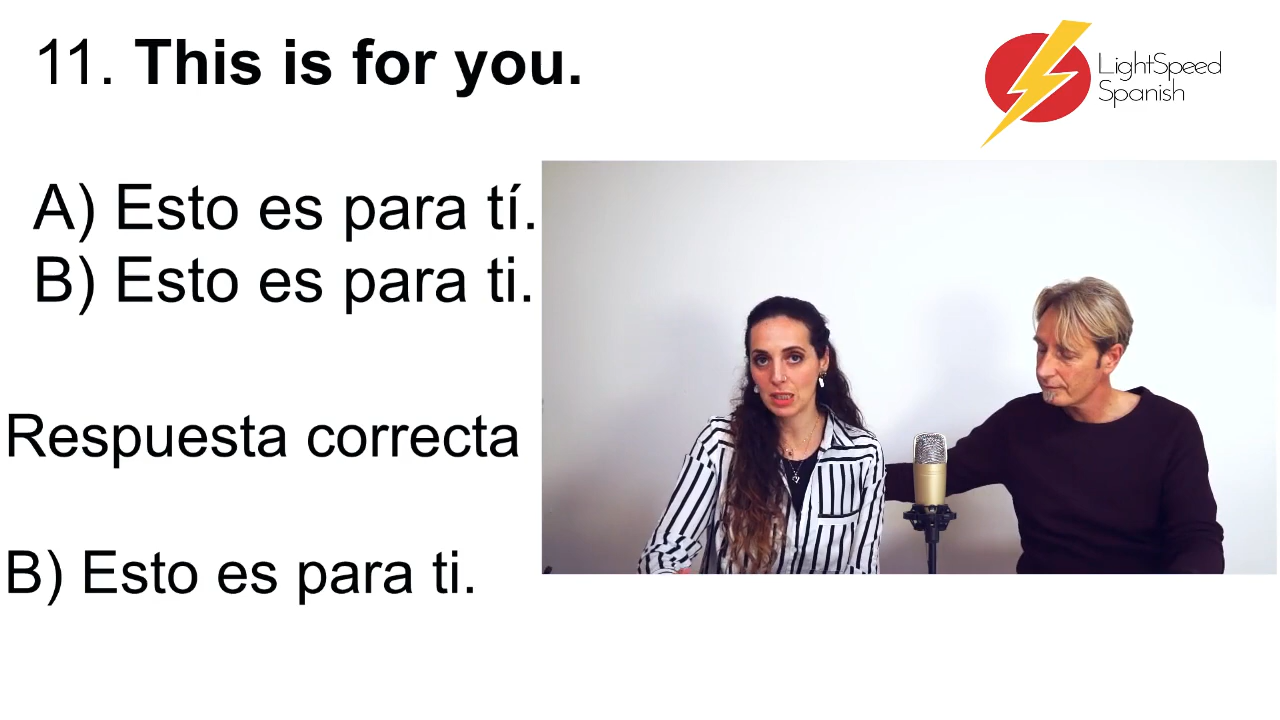 11. This is for you.
LightSpeed
Spanish
A) Esto es para tí.
B) Esto es para ti.
Respuesta correcta
B) Esto es para ti.